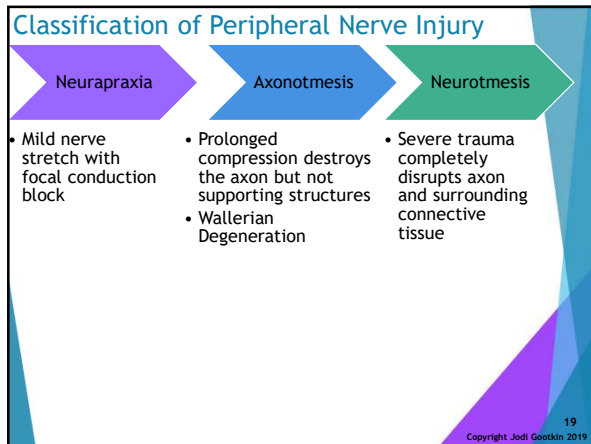 Classification of Peripheral Nerve Injury
Neurapraxia
Axonotmesis
Neurotmesis
• Mild nerve
stretch with
focal conduction
block
• Prolonged
compression destroys
the axon but not
supporting structures
• Wallerian
Degeneration
• Severe trauma
completely
disrupts axon
and surrounding
connective
tissue
19
Copyright Jodi Gootkin 2019